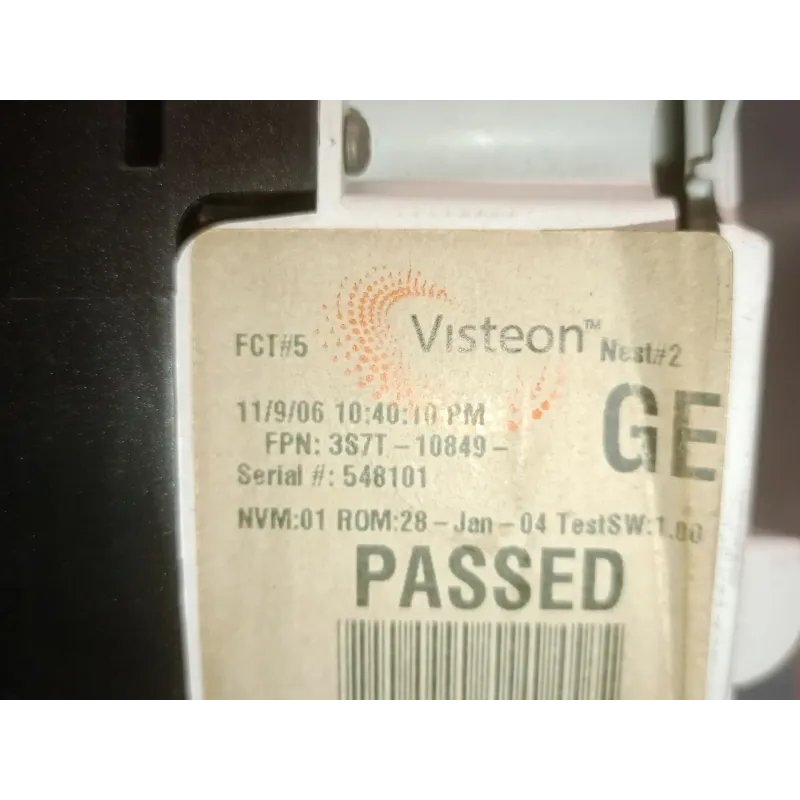 Visteon™
FCT#5
Nest#2
11/9/06 10:40:10 PM
GE
FPN: 3S7T-10849-
Serial #: 548101
NVM:01 ROM:28-Jan-04 TestSW:1.80
PASSED